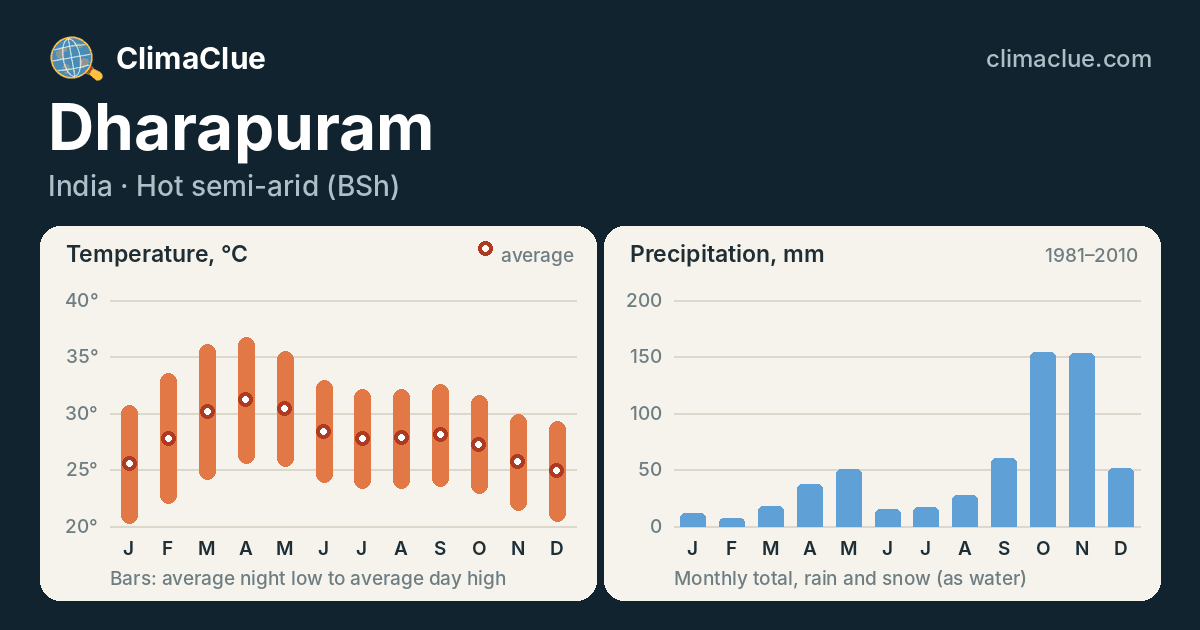 ClimaClue
climaclue.com
Dharapuram
India · Hot semi-arid (BSh)
Temperature, °C
average
40°
35°
30°
25°
20°
J F M A M J J A S O N D
Bars: average night low to average day high
Precipitation, mm
1981–2010
200
150
100
50
0
J F M A M J J A S O N D
Monthly total, rain and snow (as water)